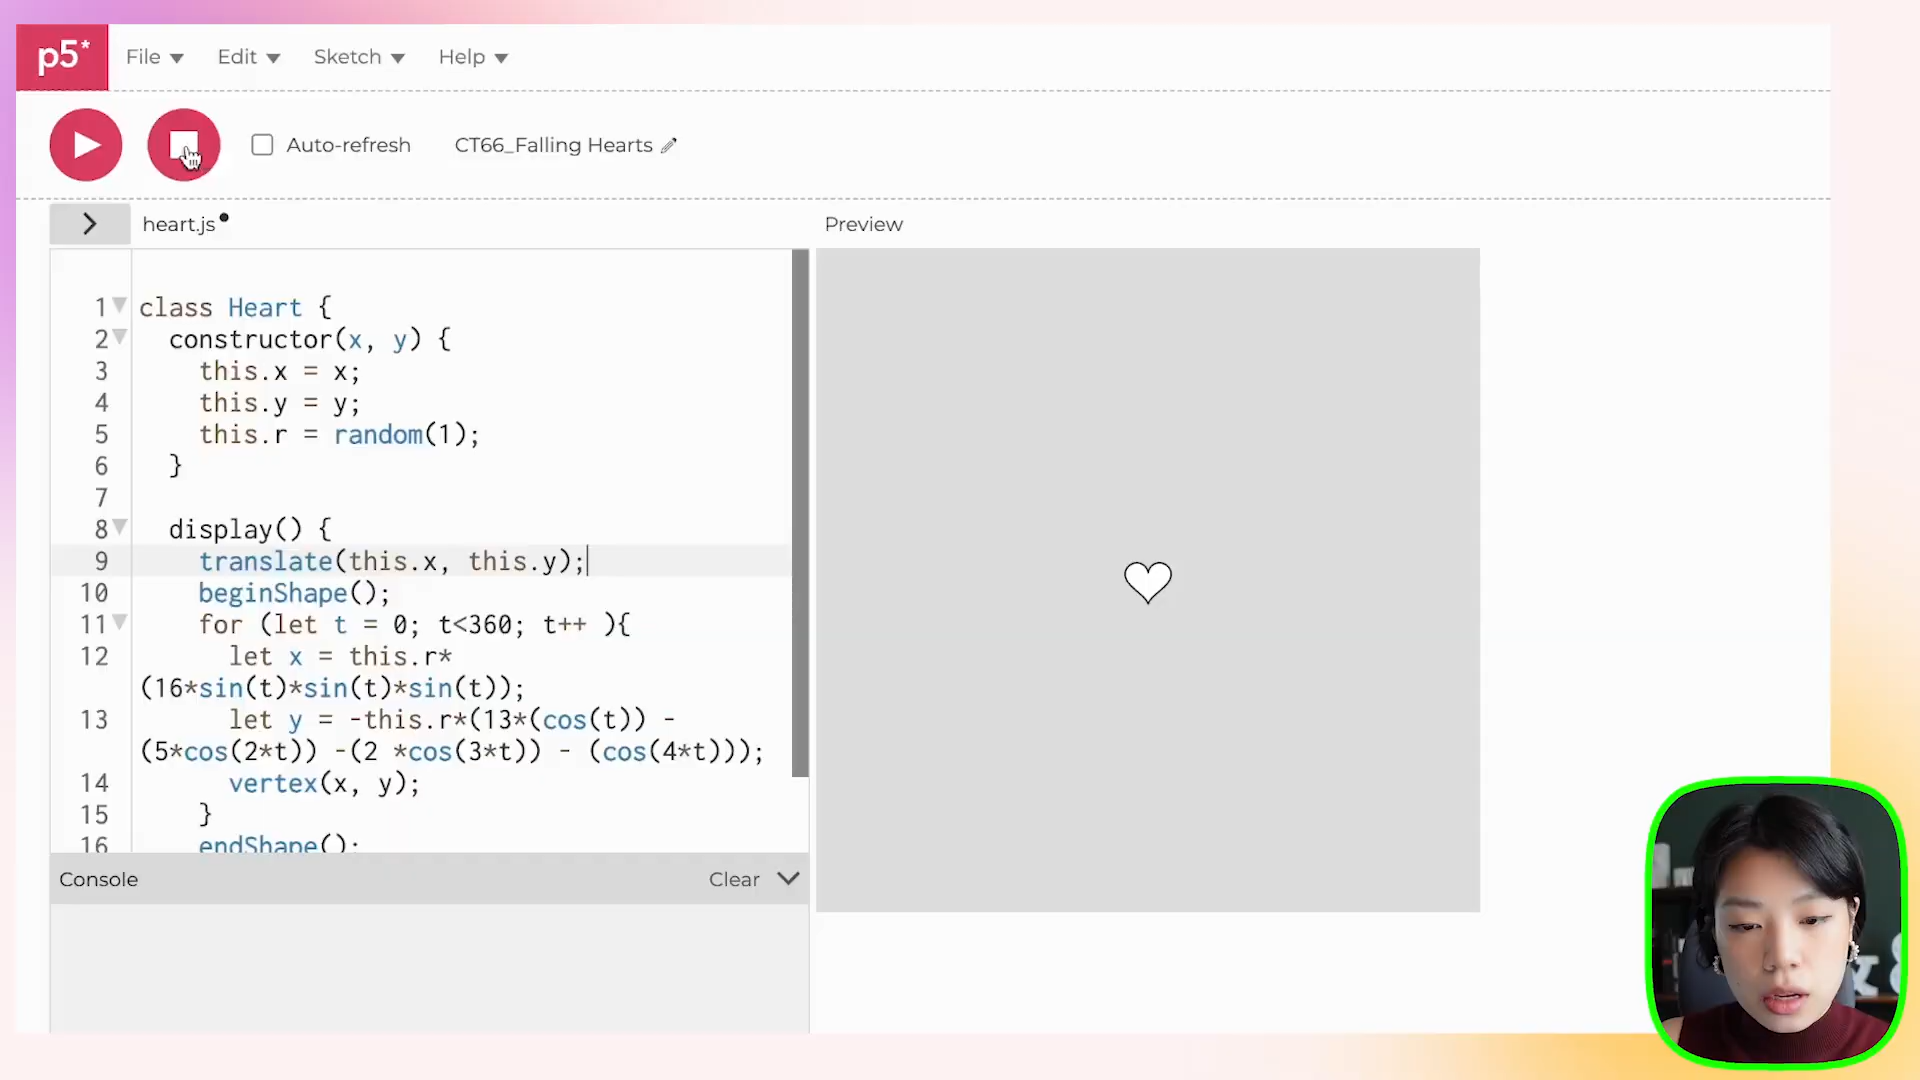 p5*
File Edit Sketch Help
Auto-refresh CT66_Falling Hearts
heart.js
Preview
1 class Heart {
2 constructor(x, y) {
3 this.x = x;
4 this.y = y;
5 this.r = random(1);
6 }
7
8 display() {
9 translate(this.x, this.y);
10 beginShape();
11 for (let t = 0; t<360; t++ ){
12 let x = this.r*
(16*sin(t)*sin(t)*sin(t));
13 let y = -this.r*(13*(cos(t)) -
(5*cos(2*t)) -(2 *cos(3*t)) - (cos(4*t)));
14 vertex(x, y);
15 }
16 endShape();
Console Clear